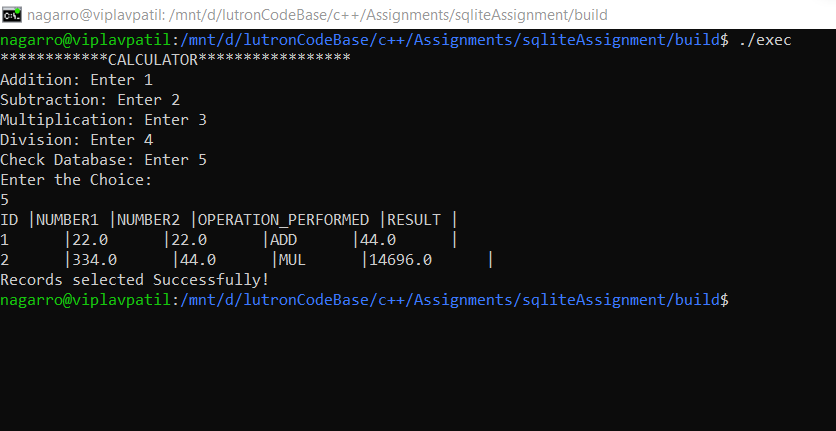 nagarro@viplavpatil: /mnt/d/lutronCodeBase/c++/Assignments/sqliteAssignment/build
nagarro@viplavpatil:/mnt/d/lutronCodeBase/c++/Assignments/sqliteAssignment/build$ ./exec
************CALCULATOR*****************
Addition: Enter 1
Subtraction: Enter 2
Multiplication: Enter 3
Division: Enter 4
Check Database: Enter 5
Enter the Choice:
5
ID |NUMBER1 |NUMBER2 |OPERATION_PERFORMED |RESULT |
1      |22.0      |22.0      |ADD      |44.0      |
2      |334.0      |44.0      |MUL      |14696.0      |
Records selected Successfully!
nagarro@viplavpatil:/mnt/d/lutronCodeBase/c++/Assignments/sqliteAssignment/build$